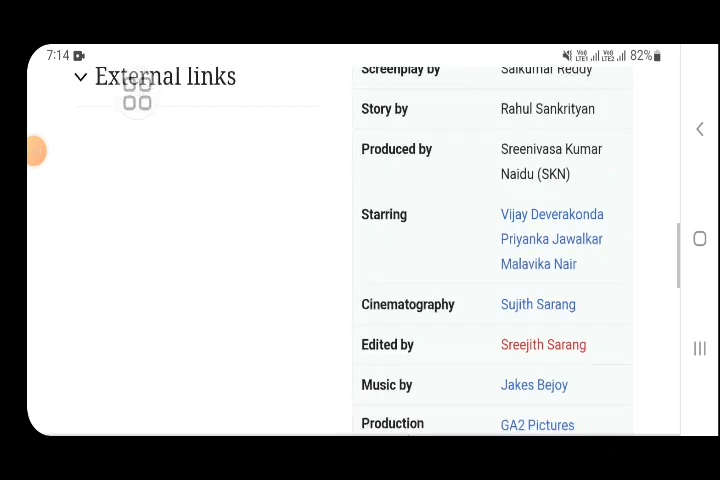 7:14
LTE1 LTE2 82%
External links
Screenplay by Saikumar Reddy
Story by Rahul Sankrityan
Produced by Sreenivasa Kumar
Naidu (SKN)
Starring Vijay Deverakonda
Priyanka Jawalkar
Malavika Nair
Cinematography Sujith Sarang
Edited by Sreejith Sarang
Music by Jakes Bejoy
Production GA2 Pictures